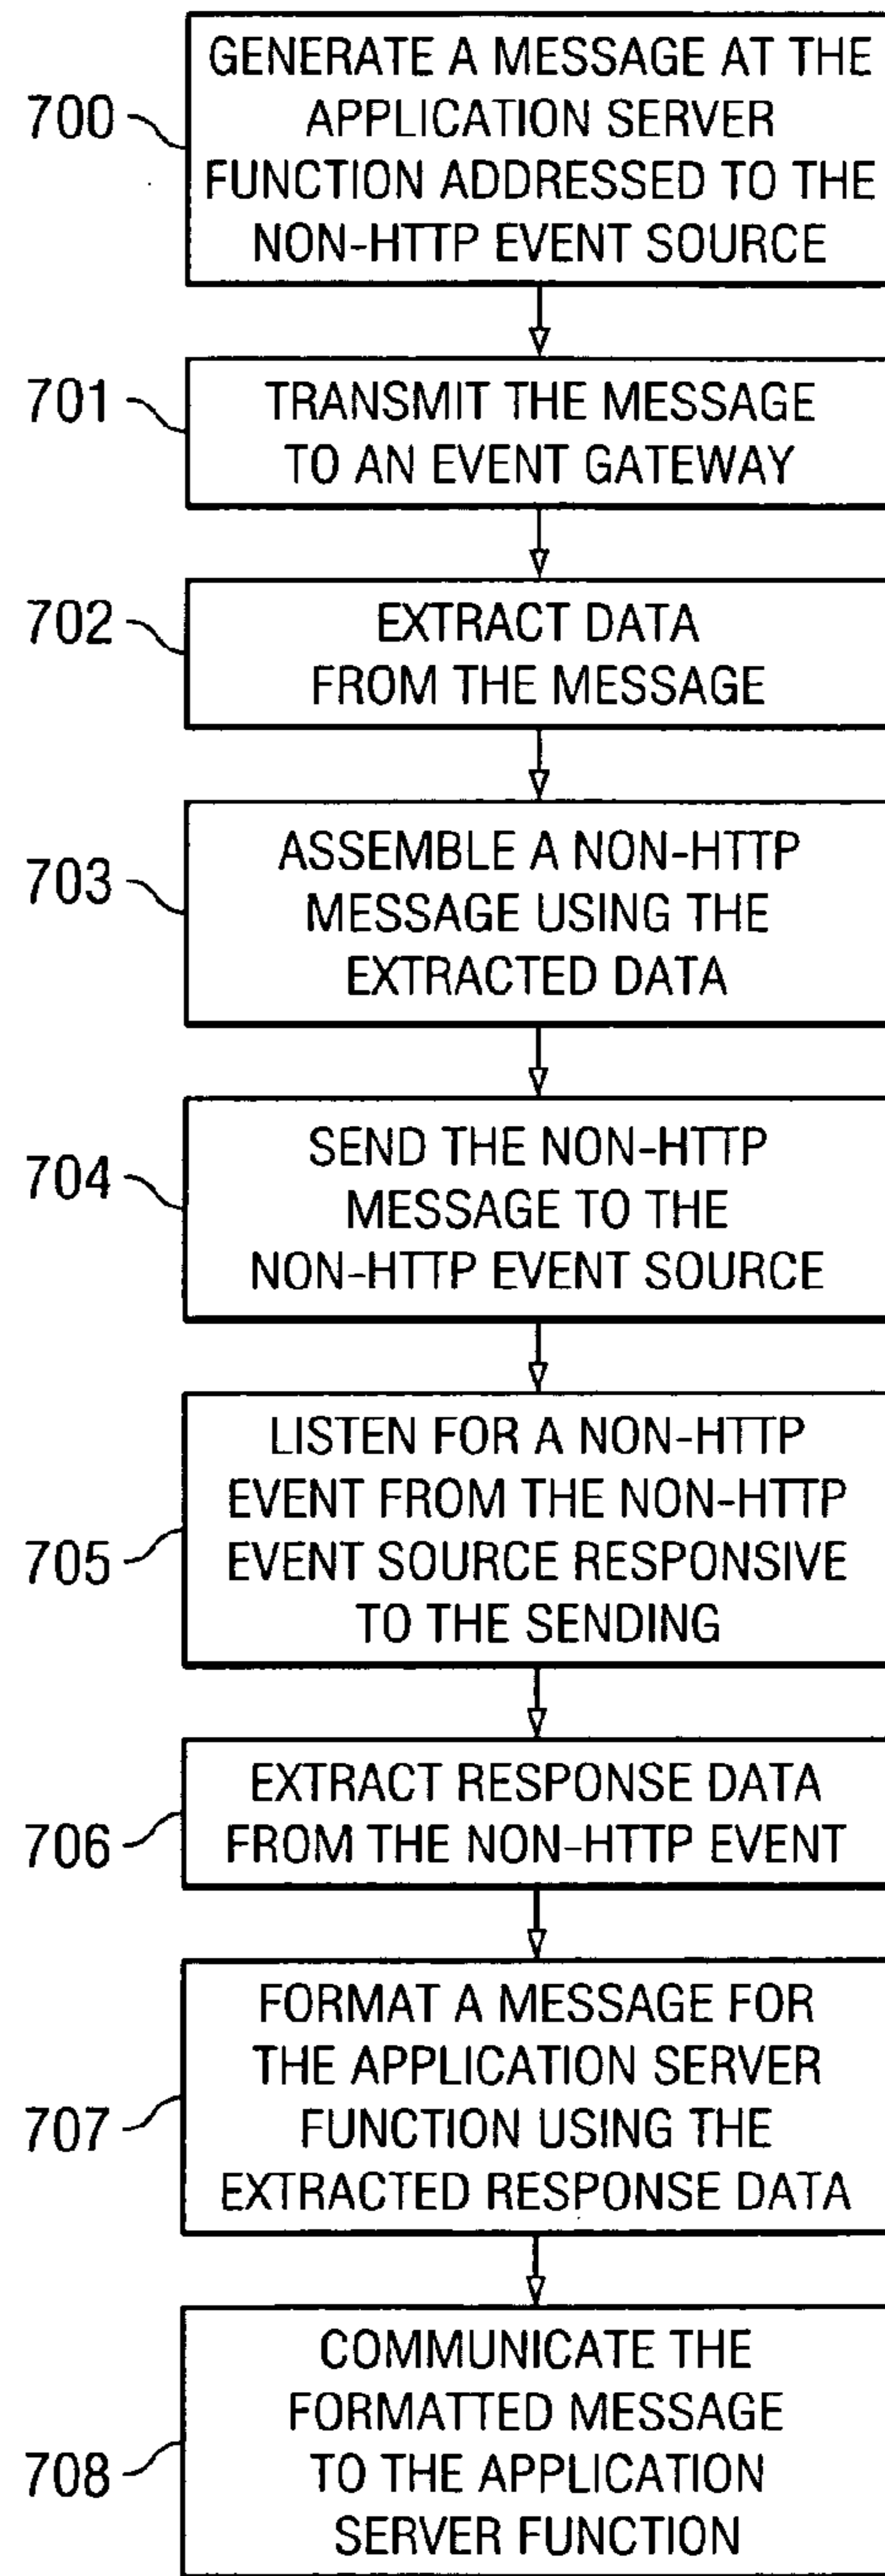 700
GENERATE A MESSAGE AT THE
APPLICATION SERVER
FUNCTION ADDRESSED TO THE
NON-HTTP EVENT SOURCE
701
TRANSMIT THE MESSAGE
TO AN EVENT GATEWAY
702
EXTRACT DATA
FROM THE MESSAGE
703
ASSEMBLE A NON-HTTP
MESSAGE USING THE
EXTRACTED DATA
704
SEND THE NON-HTTP
MESSAGE TO THE
NON-HTTP EVENT SOURCE
705
LISTEN FOR A NON-HTTP
EVENT FROM THE NON-HTTP
EVENT SOURCE RESPONSIVE
TO THE SENDING
706
EXTRACT RESPONSE DATA
FROM THE NON-HTTP EVENT
707
FORMAT A MESSAGE FOR
THE APPLICATION SERVER
FUNCTION USING THE
EXTRACTED RESPONSE DATA
708
COMMUNICATE THE
FORMATTED MESSAGE
TO THE APPLICATION
SERVER FUNCTION